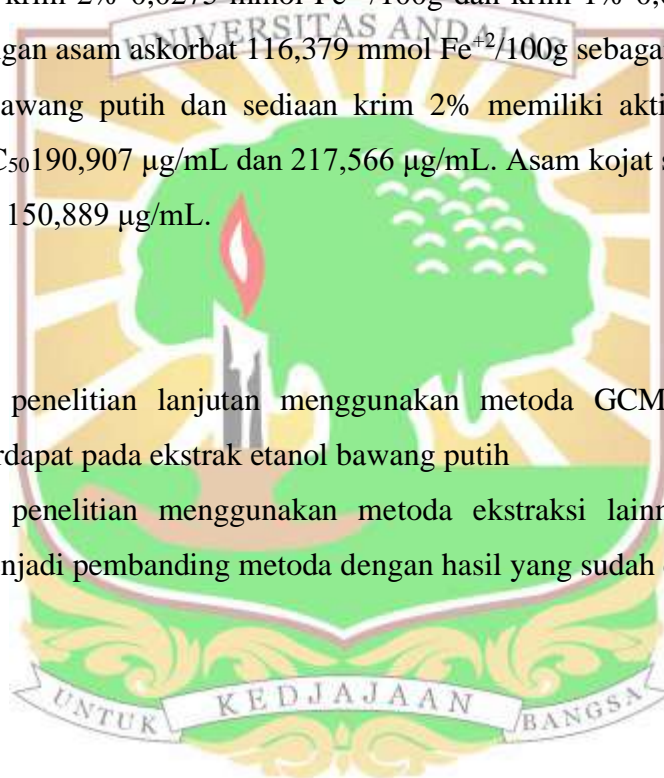 krim 2% 0,0273 mmol Fe⁺²/100g dan krim 1% 0,0
UNIVERSITAS ANDALAS
gan asam askorbat 116,379 mmol Fe⁺²/100g sebaga
awang putih dan sediaan krim 2% memiliki akti
C₅₀190,907 μg/mL dan 217,566 μg/mL. Asam kojat s
150,889 μg/mL.
penelitian lanjutan menggunakan metoda GCM
rdapat pada ekstrak etanol bawang putih
penelitian menggunakan metoda ekstraksi lainn
njadi pembanding metoda dengan hasil yang sudah
UNTUK KEDJAJAAN BANGSA